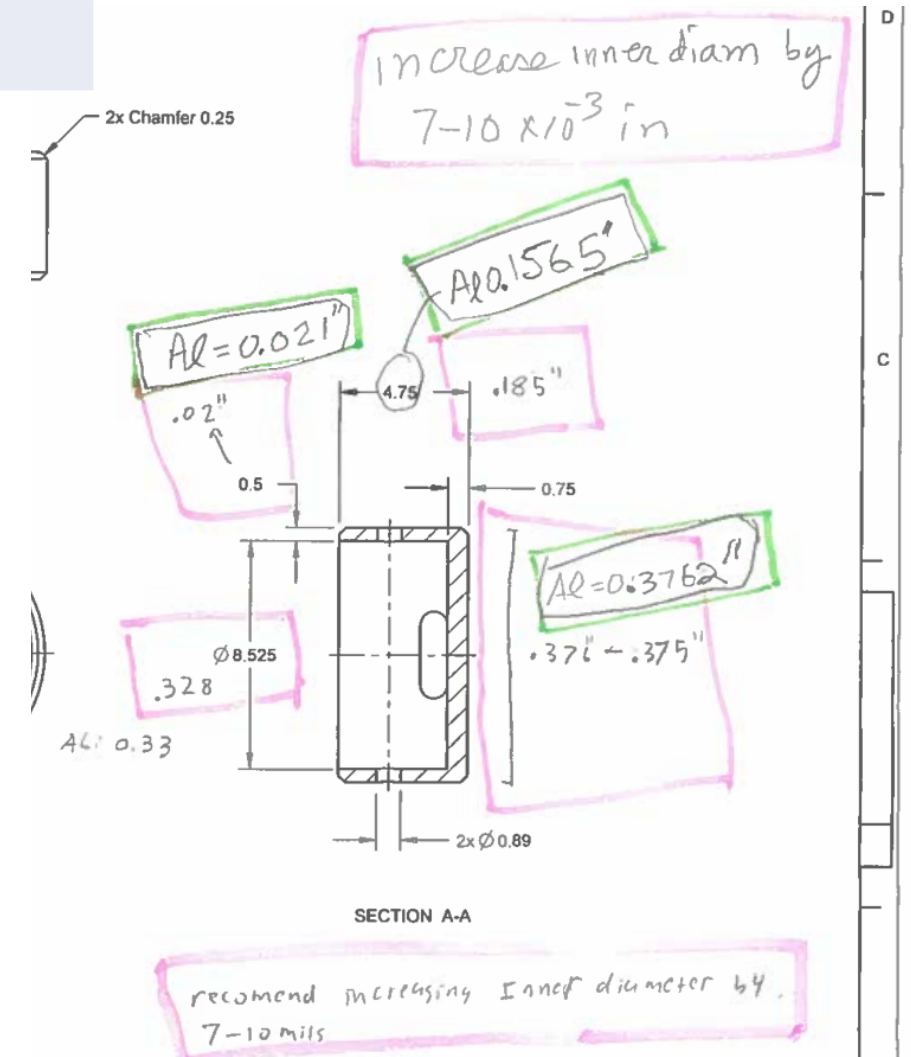 D
increase inner diam by
7-10 x10⁻³ in
2x Chamfer 0.25
Al 0.1565"
Al=0.021"
C
4.75
.185"
.02"
0.5
0.75
Al=0.3762"
Ø8.525
.371" - .375"
.328
AL: 0.33
2x Ø0.89
SECTION A-A
recomend increasing Inner diameter by.
7-10 mils